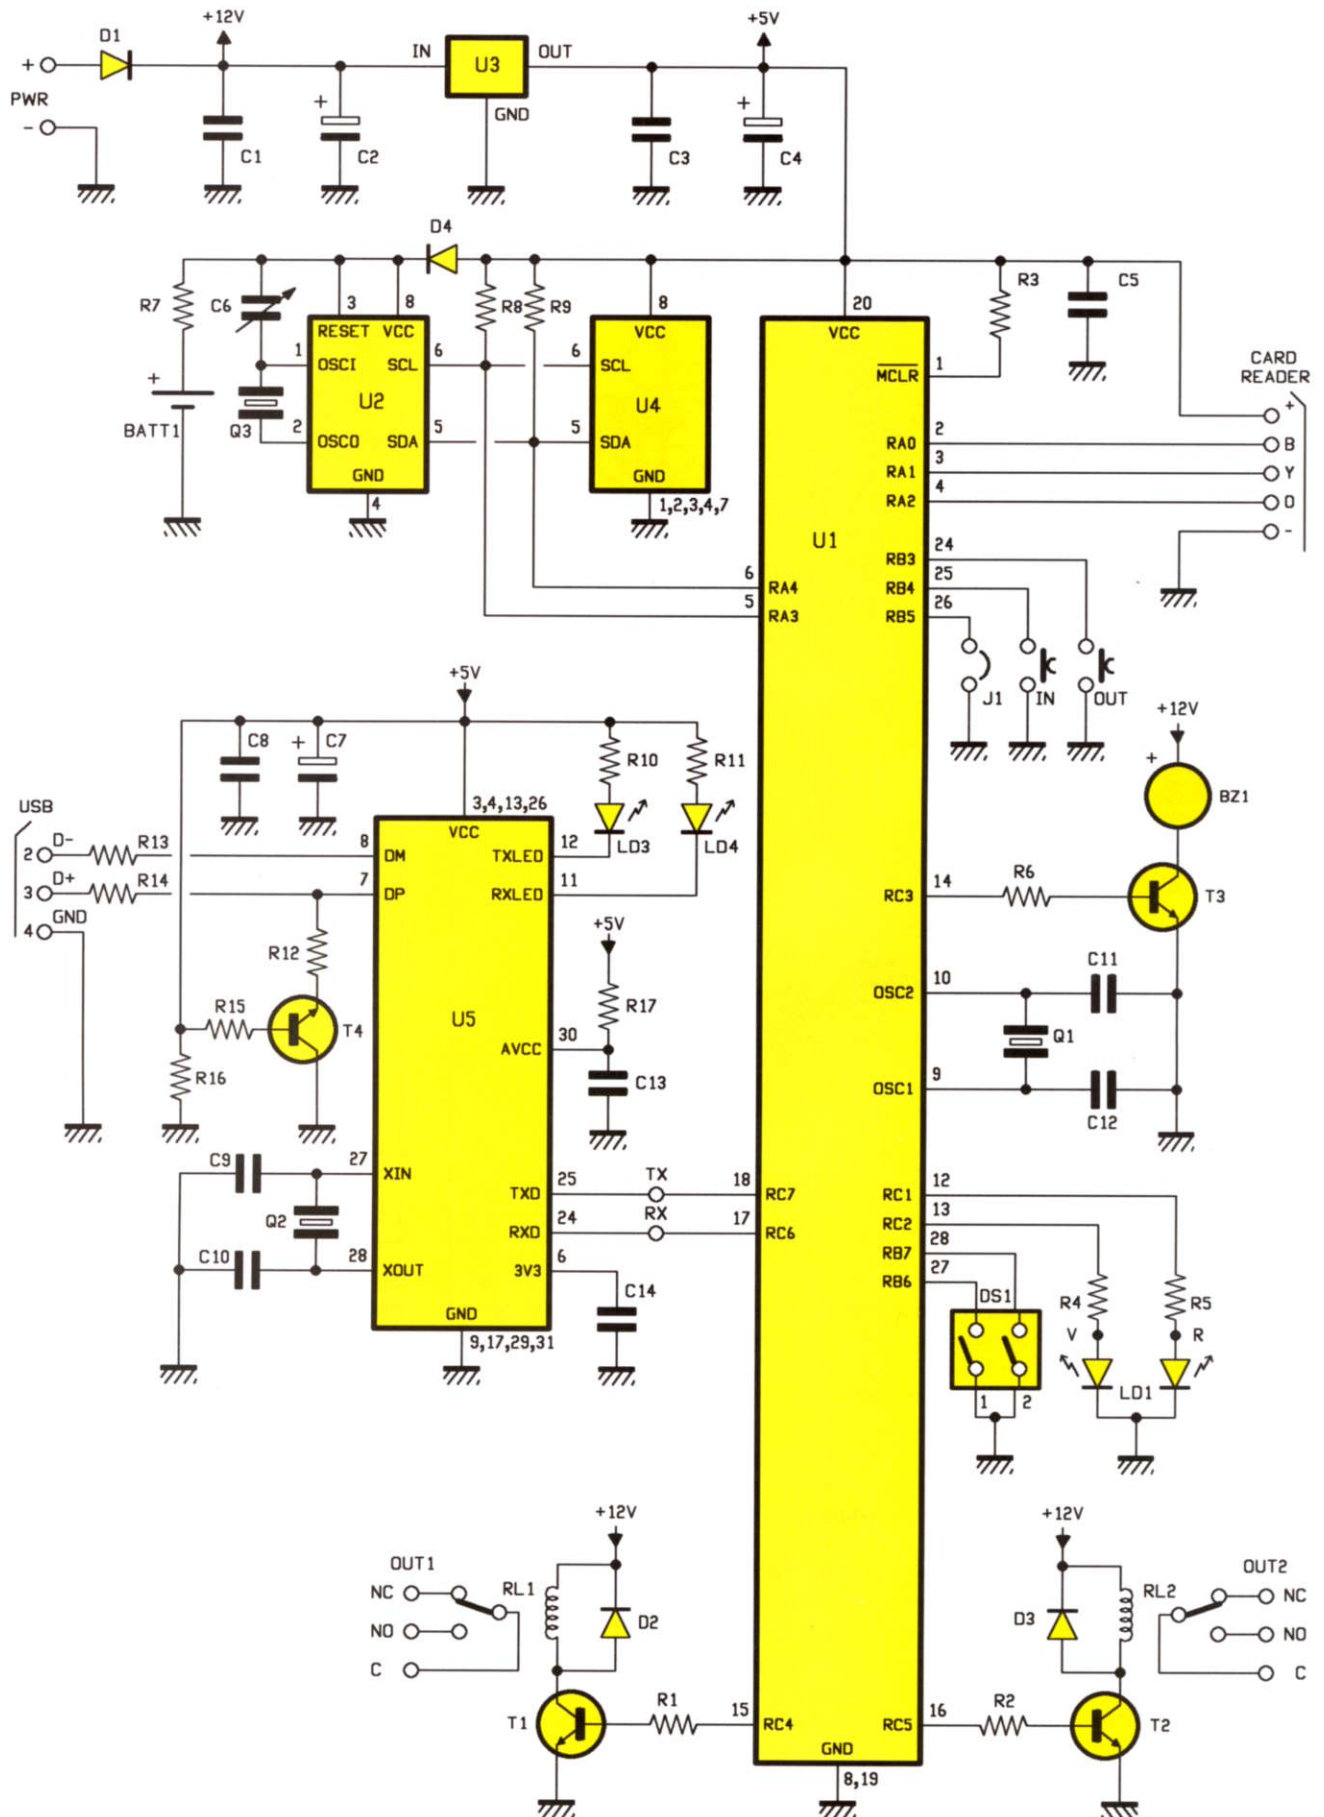 +12V
+5V
D1
IN
U3
OUT
+
PWR
-
GND
+
+
C1
C2
C3
C4
D4
R7
C6
R8
R9
R3
C5
3
8
8
20
RESET
VCC
VCC
VCC
1
OSCI
SCL
6
6
SCL
1
MCLR
CARD
READER
+
U2
U4
+
BATT1
Q3
2
OSCO
SDA
5
5
SDA
RA0
2
B
GND
GND
RA1
3
Y
4
1,2,3,4,7
RA2
4
D
U1
-
RB3
24
6
RA4
RB4
25
5
RA3
RB5
26
J1
IN
OUT
+5V
+12V
C8
+
C7
R10
R11
+
BZ1
USB
3,4,13,26
VCC
LD3
LD4
2
D-
R13
8
DM
TXLED
12
3
D+
R14
7
DP
RXLED
11
RC3
14
R6
T3
4
GND
+5V
R12
C11
R15
T4
U5
R17
OSC2
10
Q1
AVCC
30
R16
C13
OSC1
9
C12
C9
27
XIN
TXD
25
TX
18
RC7
RC1
12
Q2
RXD
24
RX
17
RC6
RC2
13
C10
28
XOUT
3V3
6
RB7
28
C14
RB6
27
DS1
R4
R5
GND
9,17,29,31
V
R
1
2
LD1
+12V
+12V
OUT1
OUT2
NC
RL1
RL2
NC
NO
D2
D3
NO
C
C
T1
R1
15
RC4
RC5
16
R2
T2
GND
8,19